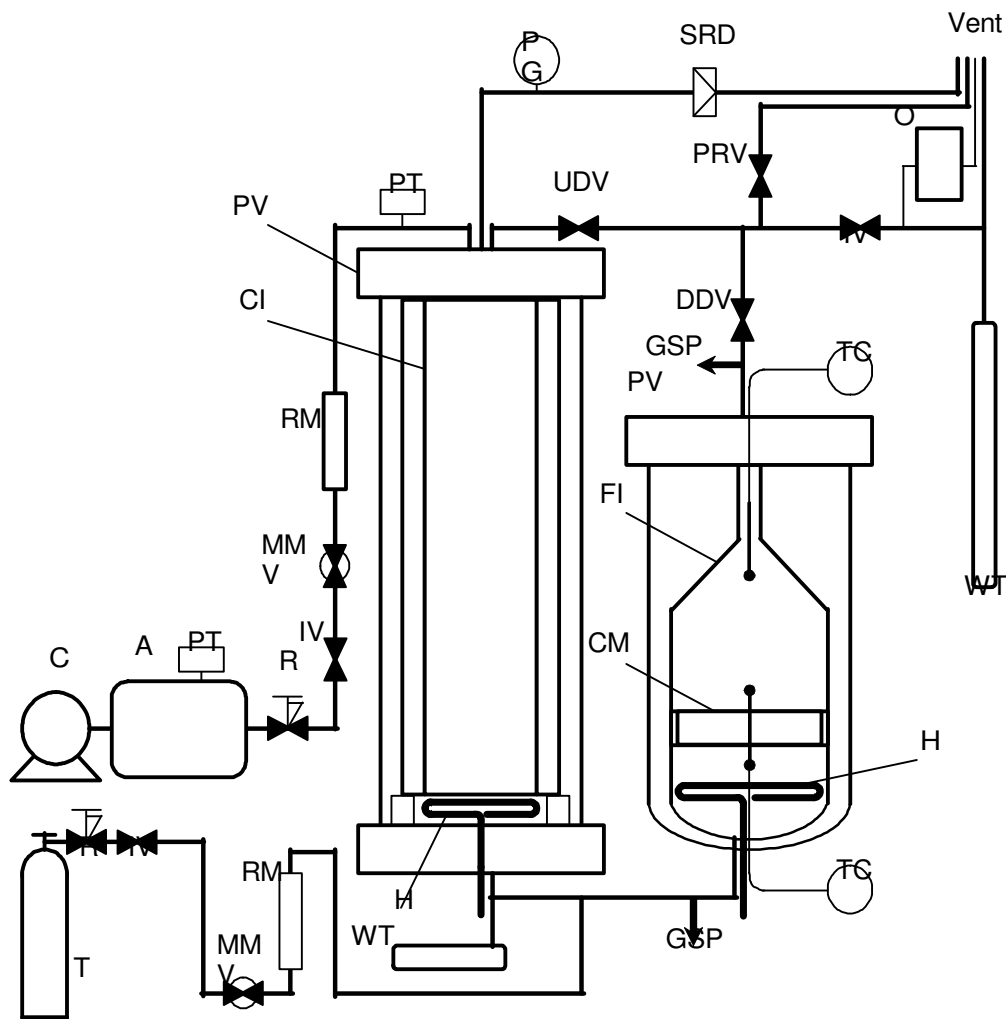 Vent
SRD
P
G
O
PRV
UDV
PT
PV
IV
CI
DDV
GSP
TC
PV
RM
FI
MM
V
WT
IV
CM
PT
A
R
C
H
R
IV
RM
H
TC
WT
GSP
MM
V
T